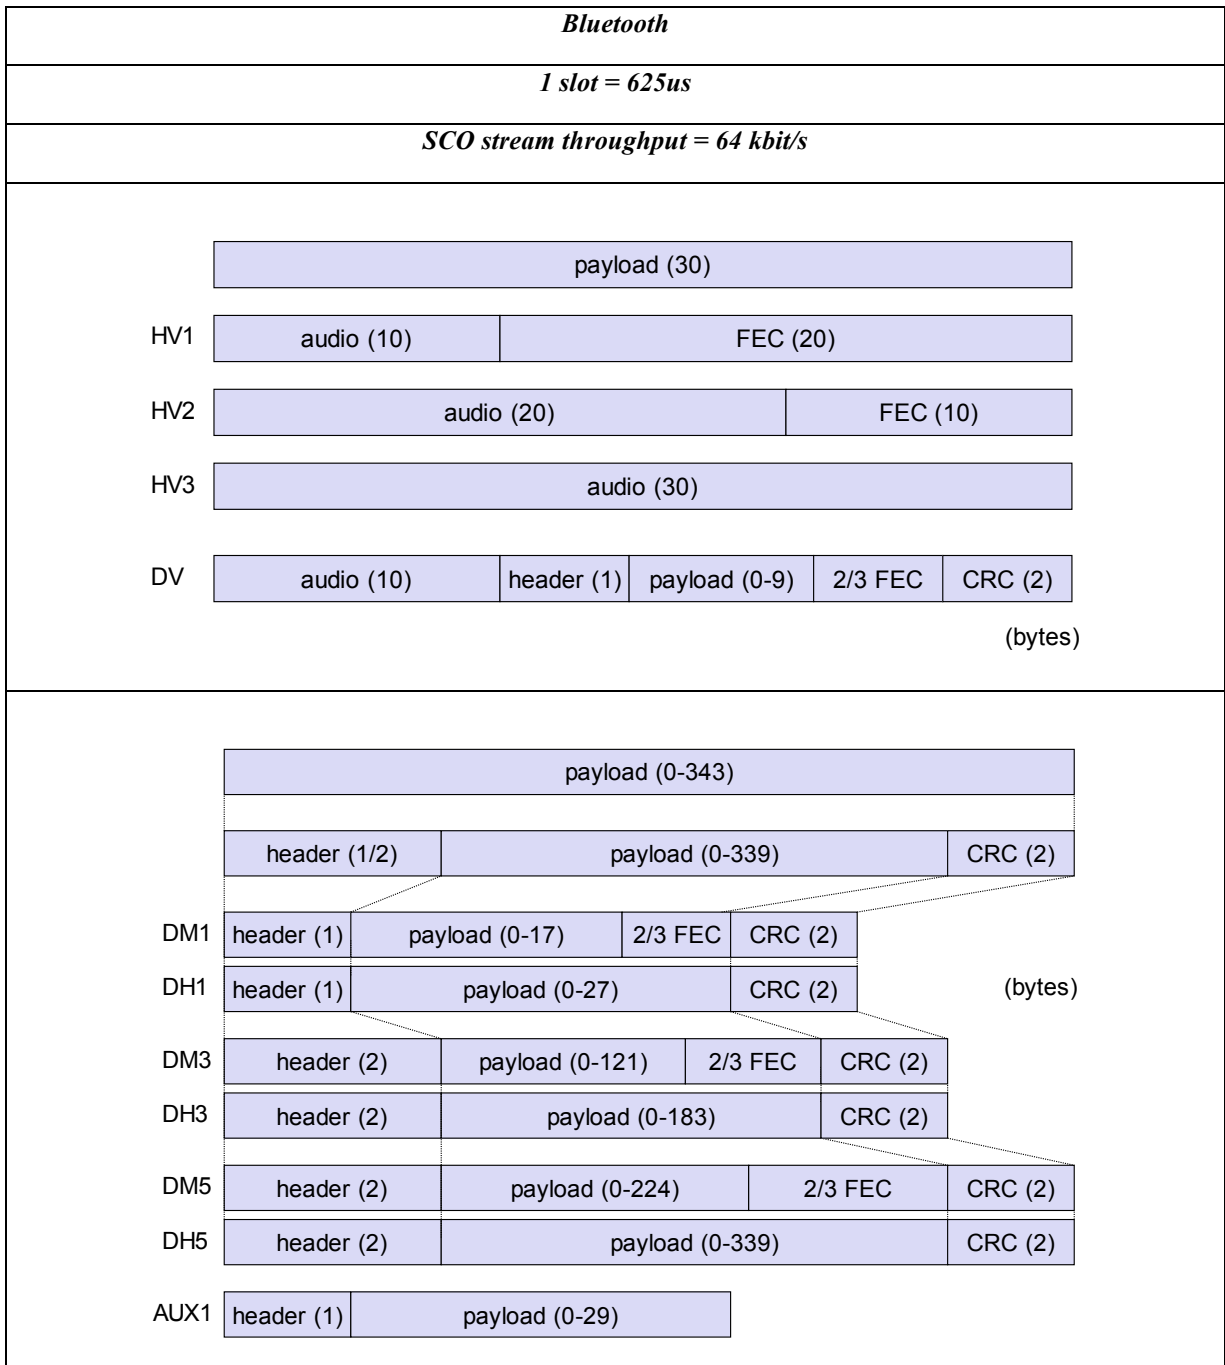 Bluetooth
1 slot = 625us
SCO stream throughput = 64 kbit/s
payload (30)
HV1 audio (10) FEC (20)
HV2 audio (20) FEC (10)
HV3 audio (30)
DV audio (10) header (1) payload (0-9) 2/3 FEC CRC (2)
(bytes)
payload (0-343)
header (1/2) payload (0-339) CRC (2)
DM1 header (1) payload (0-17) 2/3 FEC CRC (2)
DH1 header (1) payload (0-27) CRC (2) (bytes)
DM3 header (2) payload (0-121) 2/3 FEC CRC (2)
DH3 header (2) payload (0-183) CRC (2)
DM5 header (2) payload (0-224) 2/3 FEC CRC (2)
DH5 header (2) payload (0-339) CRC (2)
AUX1 header (1) payload (0-29)